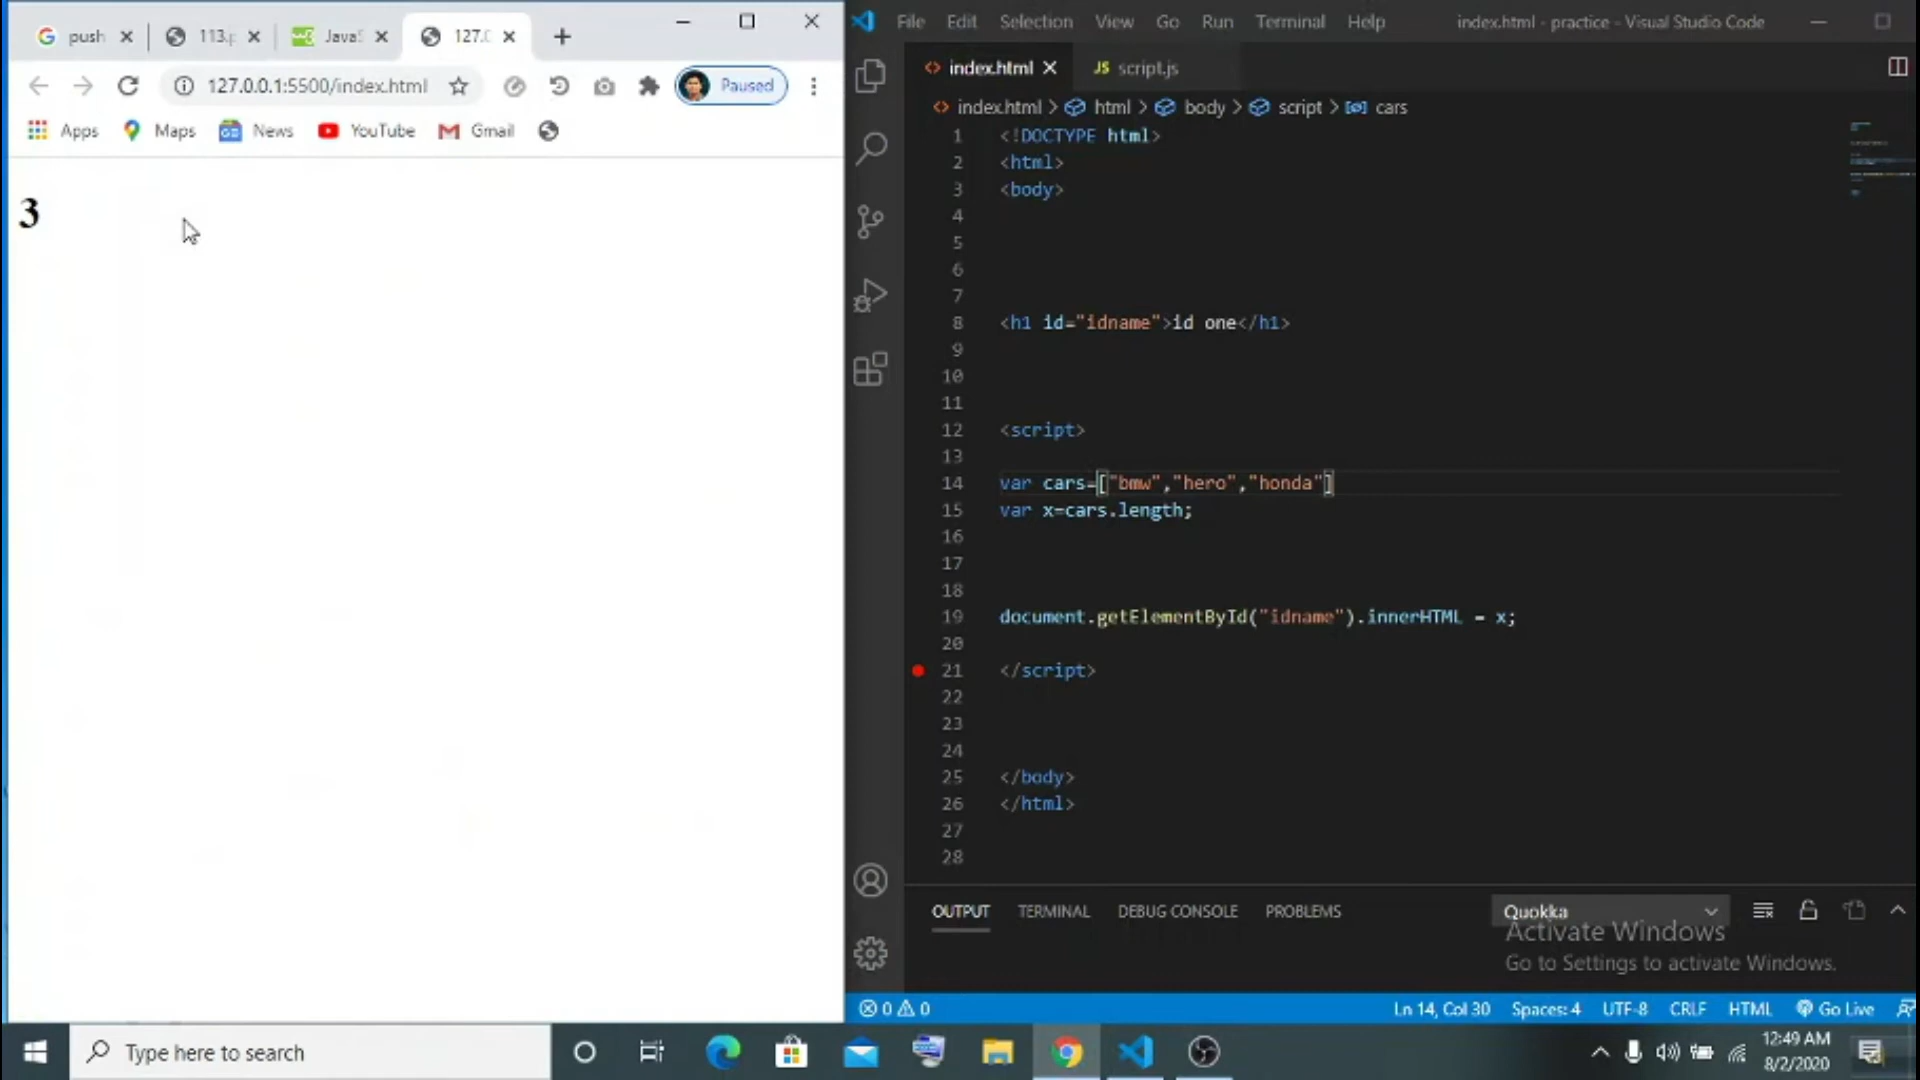 push
113.p
JavaS
127.0
127.0.0.1:5500/index.html
Paused
Apps
Maps
News
YouTube
Gmail
3
File Edit Selection View Go Run Terminal Help
index.html - practice - Visual Studio Code
index.html
JS script.js
index.html > html > body > script > cars
1 <!DOCTYPE html>
2 <html>
3 <body>
4
5
6
7
8 <h1 id="idname">id one</h1>
9
10
11
12 <script>
13
14 var cars=["bmw","hero","honda"]
15 var x=cars.length;
16
17
18
19 document.getElementById("idname").innerHTML = x;
20
21 </script>
22
23
24
25 </body>
26 </html>
27
28
OUTPUT TERMINAL DEBUG CONSOLE PROBLEMS
Quokka
Activate Windows
Go to Settings to activate Windows.
0 0
Ln 14, Col 30 Spaces: 4 UTF-8 CRLF HTML Go Live
Type here to search
12:49 AM
8/2/2020